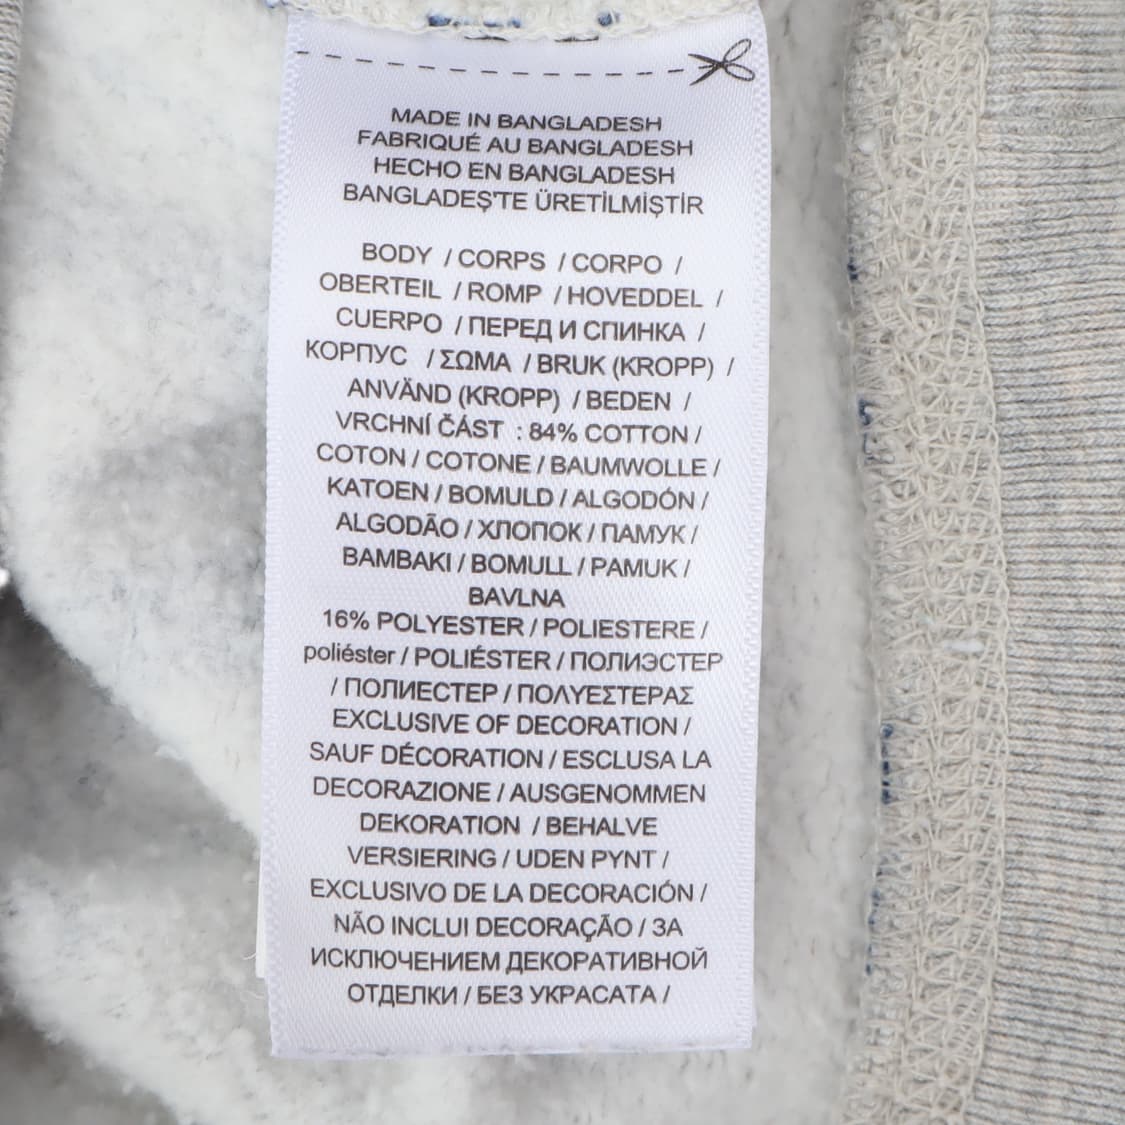 MADE IN BANGLADESH
FABRIQUÉ AU BANGLADESH
HECHO EN BANGLADESH
BANGLADEŞ'TE ÜRETİLMİŞTİR
BODY / CORPS / CORPO /
OBERTEIL / ROMP / HOVEDDEL /
CUERPO / ПЕРЕД И СПИНКА /
КОРПУС / ΣΩΜΑ / BRUK (KROPP) /
ANVÄND (KROPP) / BEDEN /
VRCHNÍ ČÁST : 84% COTTON /
COTON / COTONE / BAUMWOLLE /
KATOEN / BOMULD / ALGODÓN /
ALGODÃO / ХЛОПОК / ПАМУК /
BAMBAKI / BOMULL / PAMUK /
BAVLNA
16% POLYESTER / POLIESTERE /
poliéster / POLIÉSTER / ПОЛИЭСТЕР
/ ПОЛИЕСТЕР / ΠΟΛΥΕΣΤΕΡΑΣ
EXCLUSIVE OF DECORATION /
SAUF DÉCORATION / ESCLUSA LA
DECORAZIONE / AUSGENOMMEN
DEKORATION / BEHALVE
VERSIERING / UDEN PYNT /
EXCLUSIVO DE LA DECORACIÓN /
NÃO INCLUI DECORAÇÃO / ЗА
ИСКЛЮЧЕНИЕМ ДЕКОРАТИВНОЙ
ОТДЕЛКИ / БЕЗ УКРАСАТА /